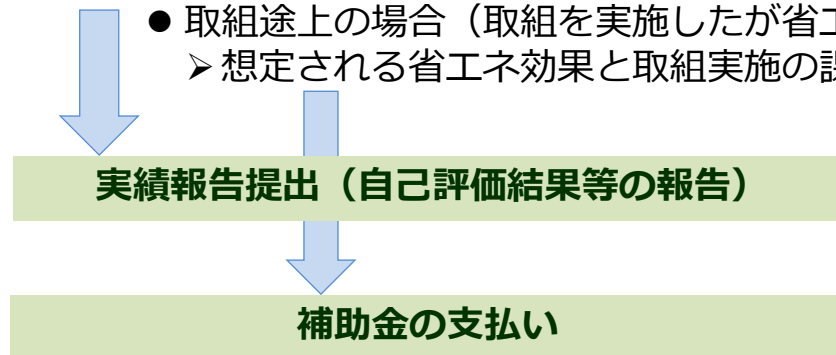 ● 取組途上の場合（取組を実施したが省エ
➢ 想定される省エネ効果と取組実施の
実績報告提出（自己評価結果等の報告）
補助金の支払い